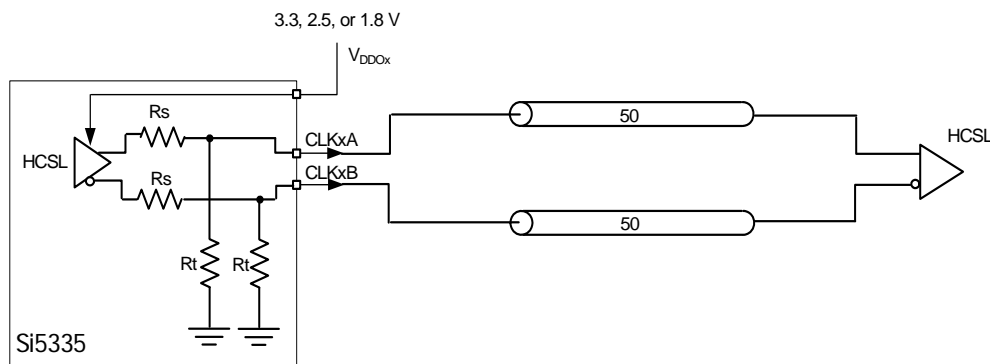 3.3, 2.5, or 1.8 V
VDDOx
Rs
CLKxA
50
HCSL
HCSL
Rs
CLKxB
50
Rt
Rt
Si5335